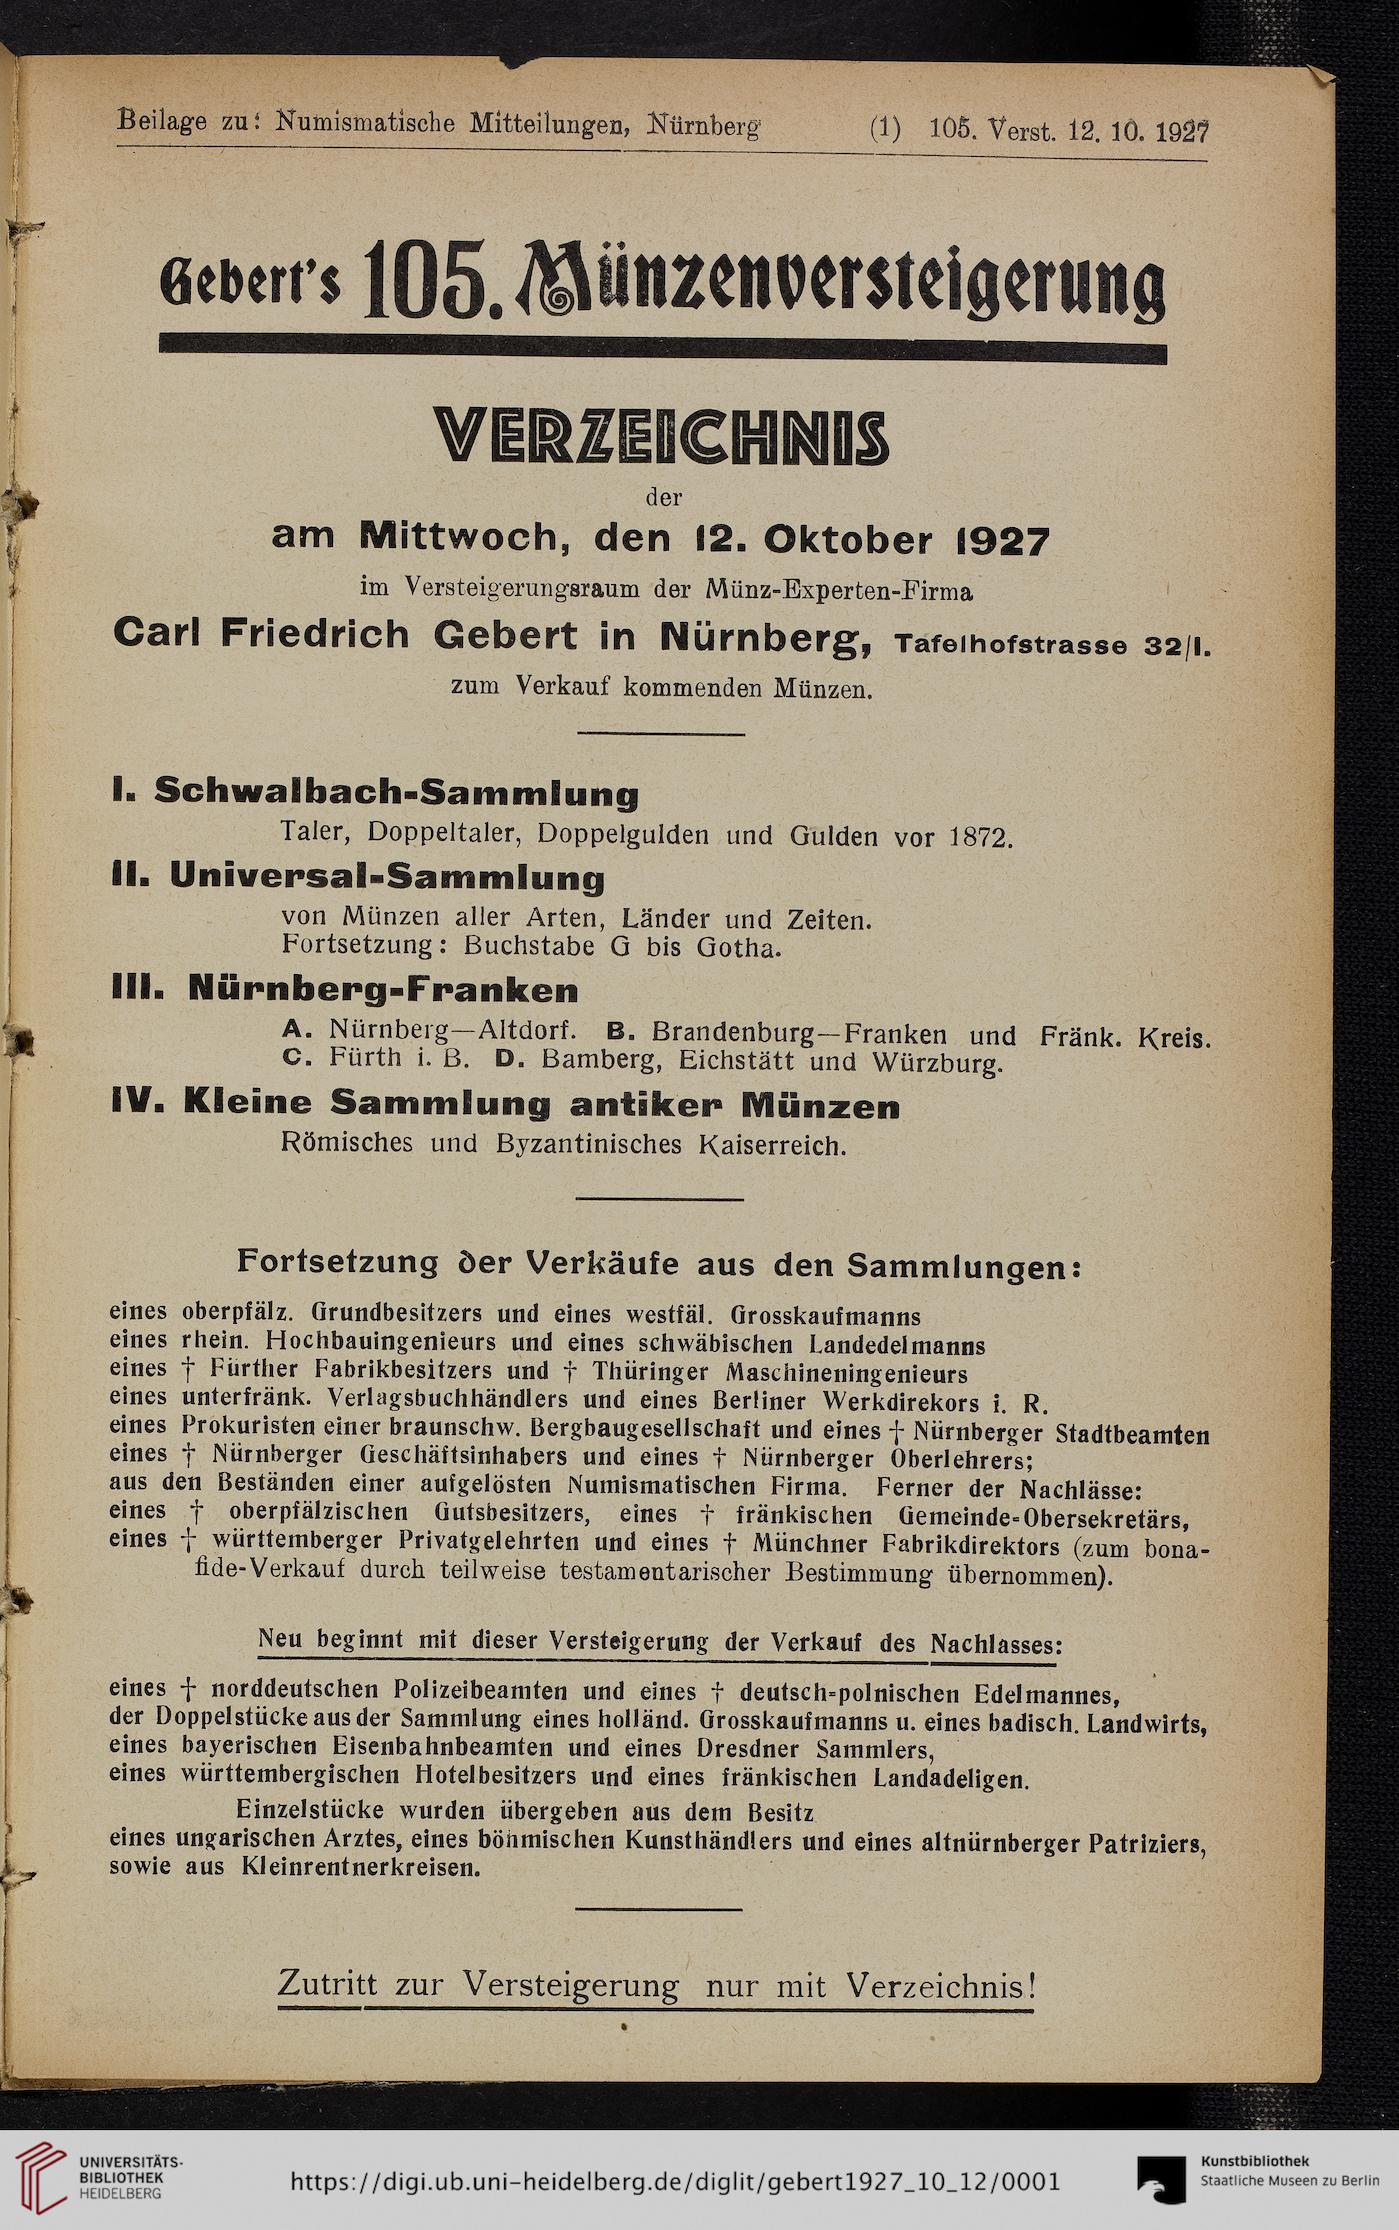 Beilage zu: Numismatische Mitteilungen, Nürnberg (1) 105. Verst. 12. 10. 1927
Gebert's 105. Münzenversteigerung
VERZEICHNIS
der
am Mittwoch, den 12. Oktober 1927
im Versteigerungsraum der Münz-Experten-Firma
Carl Friedrich Gebert in Nürnberg, Tafelhofstrasse 32/I.
zum Verkauf kommenden Münzen.
I. Schwalbach-Sammlung
Taler, Doppeltaler, Doppelgulden und Gulden vor 1872.
II. Universal-Sammlung
von Münzen aller Arten, Länder und Zeiten.
Fortsetzung: Buchstabe G bis Gotha.
III. Nürnberg-Franken
A. Nürnberg—Altdorf. B. Brandenburg—Franken und Fränk. Kreis.
C. Fürth i. B. D. Bamberg, Eichstätt und Würzburg.
IV. Kleine Sammlung antiker Münzen
Römisches und Byzantinisches Kaiserreich.
Fortsetzung der Verkäufe aus den Sammlungen:
eines oberpfälz. Grundbesitzers und eines westfäl. Grosskaufmanns
eines rhein. Hochbauingenieurs und eines schwäbischen Landedelmanns
eines † Fürther Fabrikbesitzers und † Thüringer Maschineningenieurs
eines unterfränk. Verlagsbuchhändlers und eines Berliner Werkdirekors i. R.
eines Prokuristen einer braunschw. Bergbaugesellschaft und eines † Nürnberger Stadtbeamten
eines † Nürnberger Geschäftsinhabers und eines † Nürnberger Oberlehrers;
aus den Beständen einer aufgelösten Numismatischen Firma. Ferner der Nachlässe:
eines † oberpfälzischen Gutsbesitzers, eines † fränkischen Gemeinde-Obersekretärs,
eines † württemberger Privatgelehrten und eines † Münchner Fabrikdirektors (zum bona-
fide-Verkauf durch teilweise testamentarischer Bestimmung übernommen).
Neu beginnt mit dieser Versteigerung der Verkauf des Nachlasses:
eines † norddeutschen Polizeibeamten und eines † deutsch-polnischen Edelmannes,
der Doppelstücke aus der Sammlung eines holländ. Grosskaufmanns u. eines badisch. Landwirts,
eines bayerischen Eisenbahnbeamten und eines Dresdner Sammlers,
eines württembergischen Hotelbesitzers und eines fränkischen Landadeligen.
Einzelstücke wurden übergeben aus dem Besitz
eines ungarischen Arztes, eines böhmischen Kunsthändlers und eines altnürnberger Patriziers,
sowie aus Kleinrentnerkreisen.
Zutritt zur Versteigerung nur mit Verzeichnis!
UNIVERSITÄTS-
BIBLIOTHEK
HEIDELBERG
https://digi.ub.uni-heidelberg.de/diglit/gebert1927_10_12/0001
Kunstbibliothek
Staatliche Museen zu Berlin